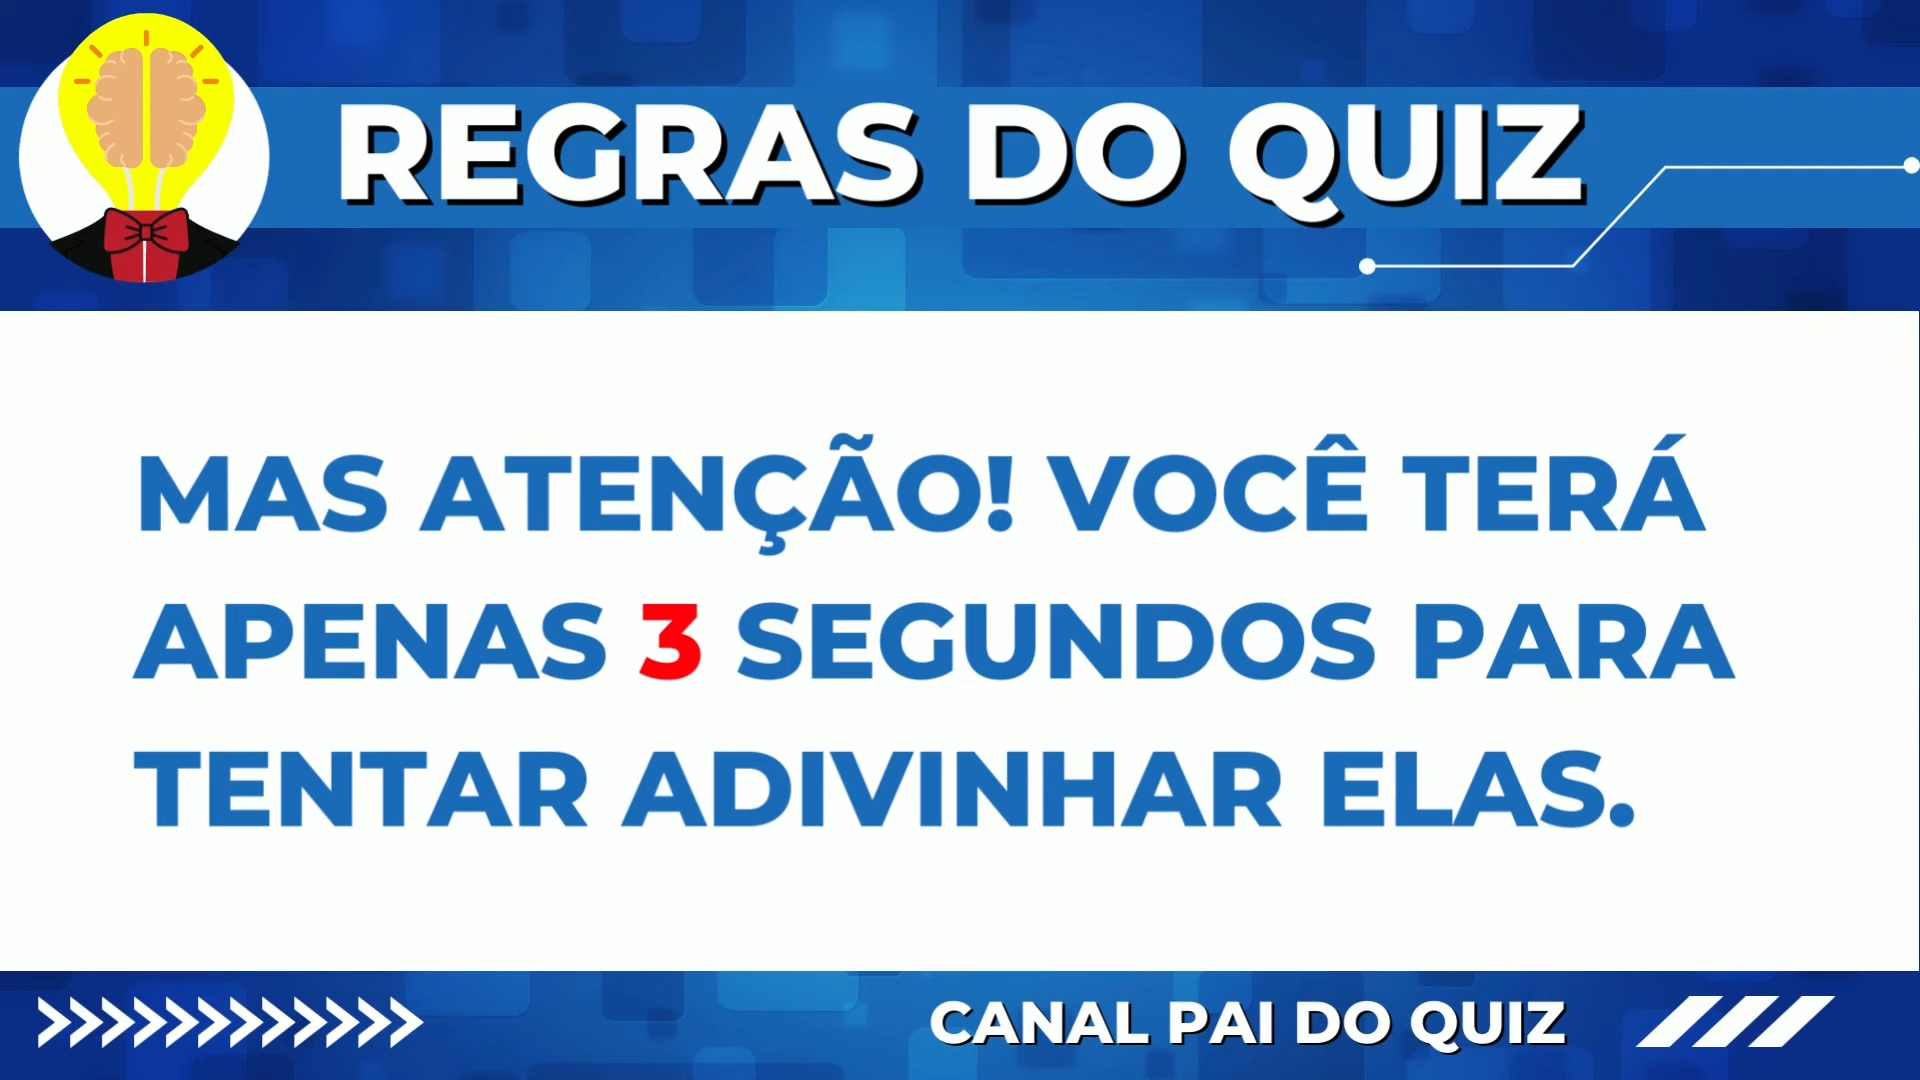 REGRAS DO QUIZ
MAS ATENÇÃO! VOCÊ TERÁ
APENAS 3 SEGUNDOS PARA
TENTAR ADIVINHAR ELAS.
CANAL PAI DO QUIZ